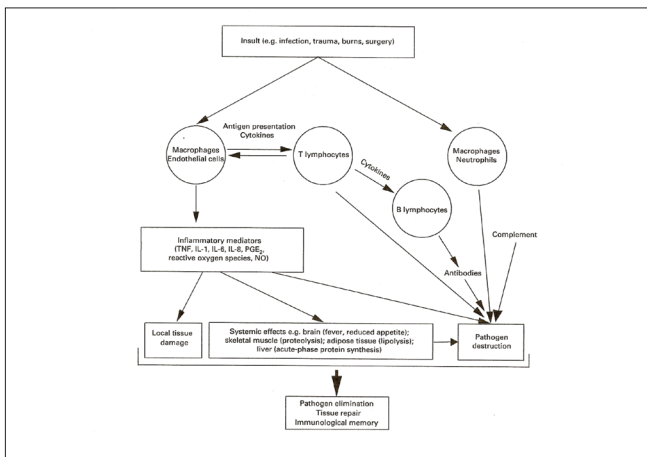 Insult (e.g. infection, trauma, burns, surgery)
Antigen presentation
Cytokines
Macrophages
Endothelial cells
T lymphocytes
Macrophages
Neutrophils
Cytokines
B lymphocytes
Complement
Inflammatory mediators
(TNF, IL-1, IL-6, IL-8, PGE2,
reactive oxygen species, NO)
Antibodies
Local tissue
damage
Systemic effects e.g. brain (fever, reduced appetite);
skeletal muscle (proteolysis); adipose tissue (lipolysis);
liver (acute-phase protein synthesis)
Pathogen
destruction
Pathogen elimination
Tissue repair
Immunological memory